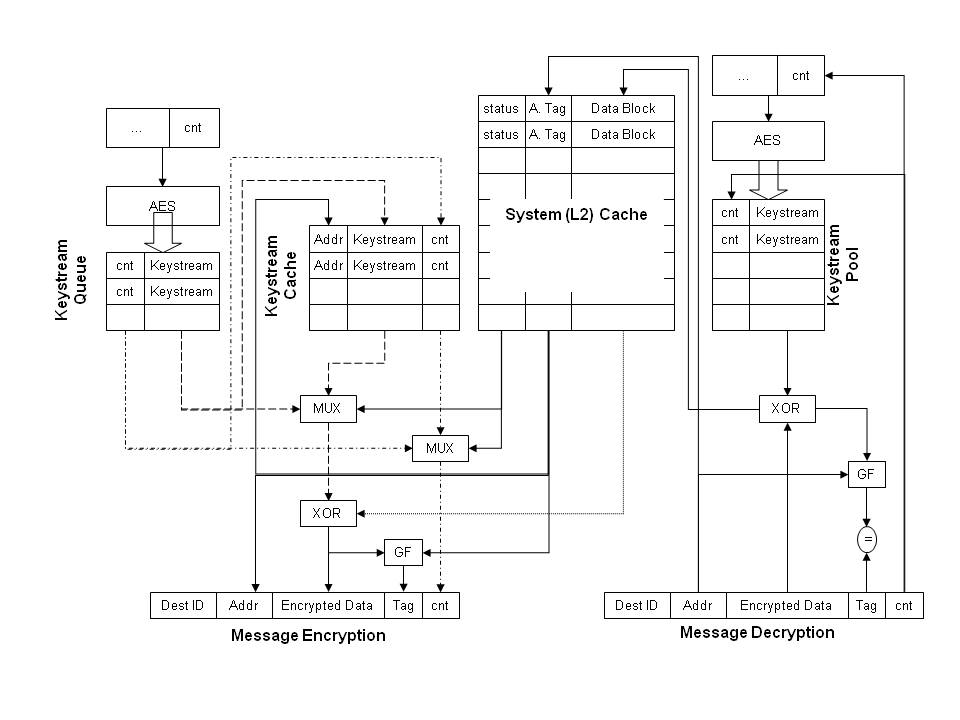 ... cnt
AES
Keystream
Queue
cnt Keystream
cnt Keystream
Keystream
Cache
Addr Keystream cnt
Addr Keystream cnt
status A. Tag Data Block
status A. Tag Data Block
System (L2) Cache
... cnt
AES
cnt Keystream
cnt Keystream
Keystream
Pool
MUX
MUX
XOR
GF
XOR
GF
=
Dest ID Addr Encrypted Data Tag cnt
Message Encryption
Dest ID Addr Encrypted Data Tag cnt
Message Decryption